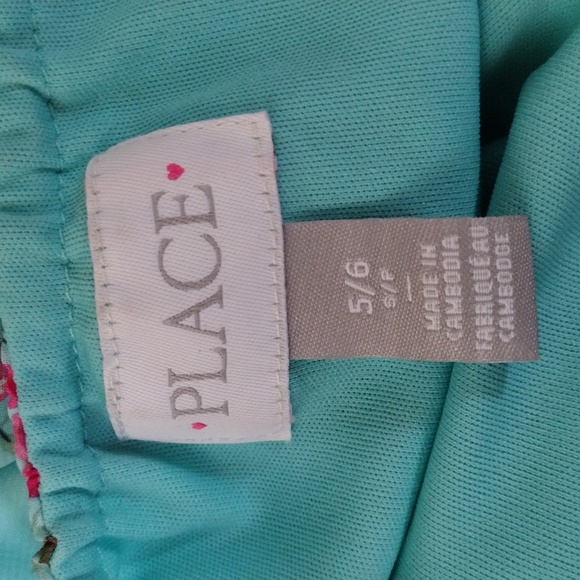 PLACE
5/6
S/P
MADE IN
CAMBODIA
FABRIQUÉ AU
CAMBODGE